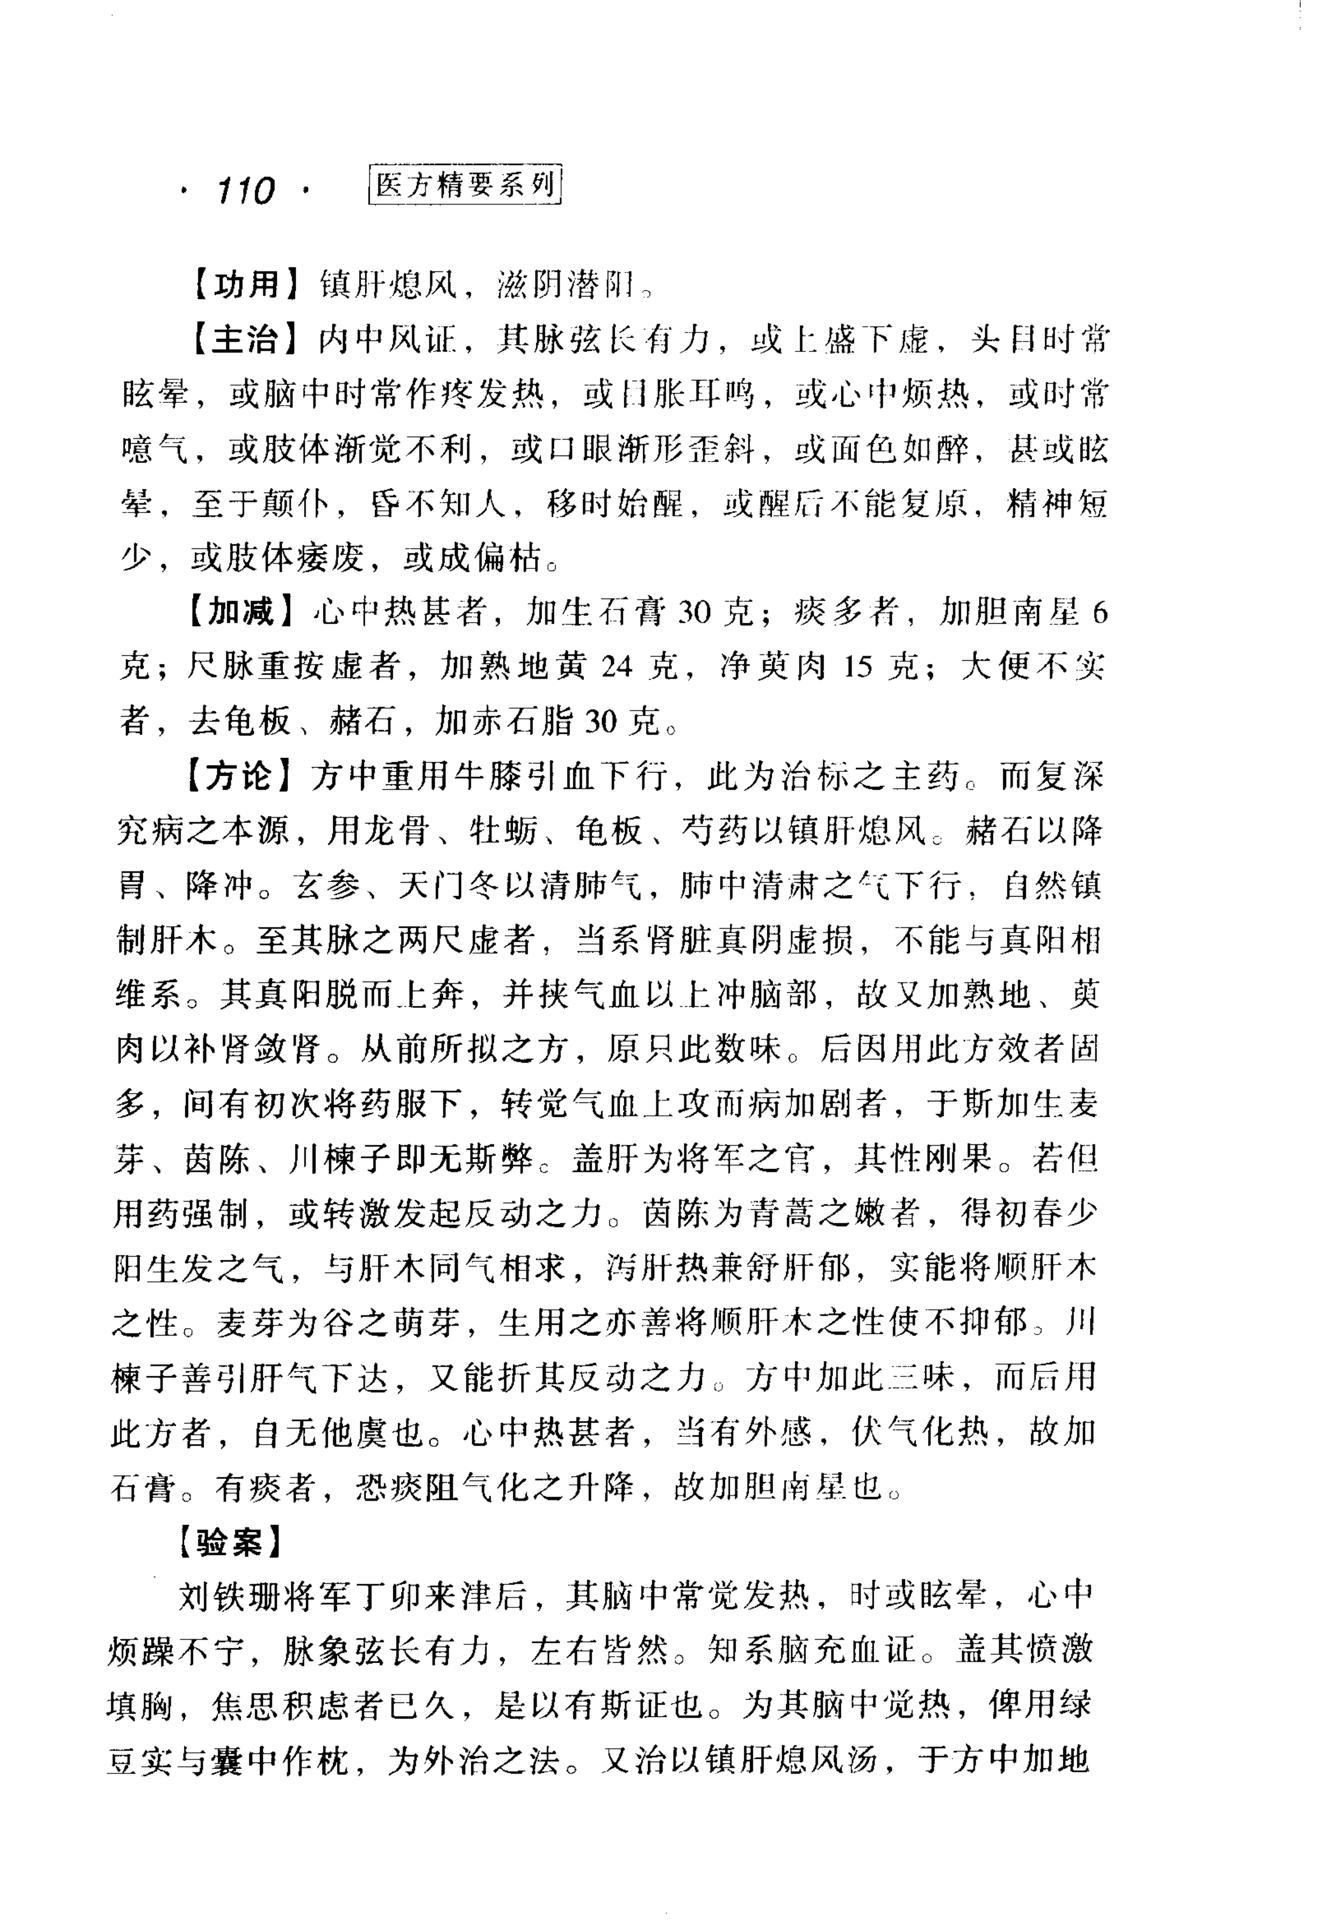 · 110 · 医方精要系列
【功用】镇肝熄风，滋阴潜阳。
【主治】内中风证，其脉弦长有力，或上盛下虚，头目时常
眩晕，或脑中时常作疼发热，或目胀耳鸣，或心中烦热，或时常
噫气，或肢体渐觉不利，或口眼渐形歪斜，或面色如醉，甚或眩
晕，至于颠仆，昏不知人，移时始醒，或醒后不能复原，精神短
少，或肢体痿废，或成偏枯。
【加减】心中热甚者，加生石膏 30 克；痰多者，加胆南星 6
克；尺脉重按虚者，加熟地黄 24 克，净萸肉 15 克；大便不实
者，去龟板、赭石，加赤石脂 30 克。
【方论】方中重用牛膝引血下行，此为治标之主药。而复深
究病之本源，用龙骨、牡蛎、龟板、芍药以镇肝熄风。赭石以降
胃、降冲。玄参、天门冬以清肺气，肺中清肃之气下行，自然镇
制肝木。至其脉之两尺虚者，当系肾脏真阴虚损，不能与真阳相
维系。其真阳脱而上奔，并挟气血以上冲脑部，故又加熟地、萸
肉以补肾敛肾。从前所拟之方，原只此数味。后因用此方效者固
多，间有初次将药服下，转觉气血上攻而病加剧者，于斯加生麦
芽、茵陈、川楝子即无斯弊。盖肝为将军之官，其性刚果。若但
用药强制，或转激发起反动之力。茵陈为青蒿之嫩者，得初春少
阳生发之气，与肝木同气相求，泻肝热兼舒肝郁，实能将顺肝木
之性。麦芽为谷之萌芽，生用之亦善将顺肝木之性使不抑郁。川
楝子善引肝气下达，又能折其反动之力。方中加此三味，而后用
此方者，自无他虞也。心中热甚者，当有外感，伏气化热，故加
石膏。有痰者，恐痰阻气化之升降，故加胆南星也。
【验案】
刘铁珊将军丁卯来津后，其脑中常觉发热，时或眩晕，心中
烦躁不宁，脉象弦长有力，左右皆然。知系脑充血证。盖其愤激
填胸，焦思积虑者已久，是以有斯证也。为其脑中觉热，俾用绿
豆实与囊中作枕，为外治之法。又治以镇肝熄风汤，于方中加地